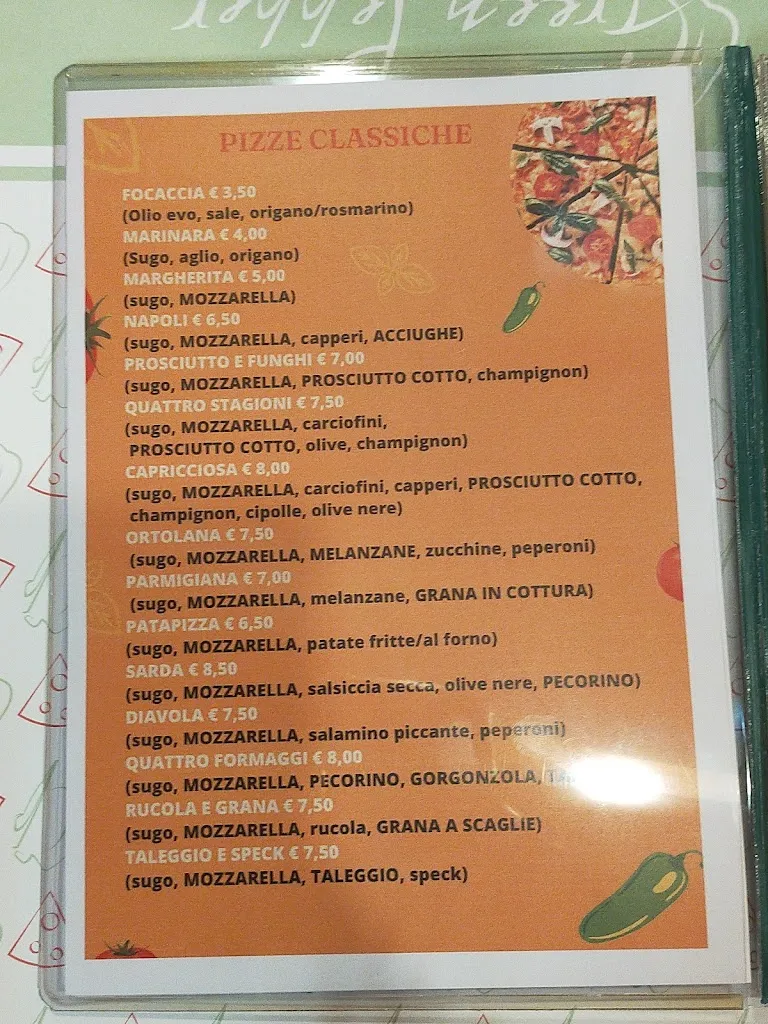 Green Pepper
PIZZE CLASSICHE
FOCACCIA € 3,50
(Olio evo, sale, origano/rosmarino)
MARINARA € 4,00
(Sugo, aglio, origano)
MARGHERITA € 5,00
(sugo, MOZZARELLA)
NAPOLI € 6,50
(sugo, MOZZARELLA, capperi, ACCIUGHE)
PROSCIUTTO E FUNGHI € 7,00
(sugo, MOZZARELLA, PROSCIUTTO COTTO, champignon)
QUATTRO STAGIONI € 7,50
(sugo, MOZZARELLA, carciofini,
PROSCIUTTO COTTO, olive, champignon)
CAPRICCIOSA € 8,00
(sugo, MOZZARELLA, carciofini, capperi, PROSCIUTTO COTTO,
champignon, cipolle, olive nere)
ORTOLANA € 7,50
(sugo, MOZZARELLA, MELANZANE, zucchine, peperoni)
PARMIGIANA € 7,00
(sugo, MOZZARELLA, melanzane, GRANA IN COTTURA)
PATAPIZZA € 6,50
(sugo, MOZZARELLA, patate fritte/al forno)
SARDA € 8,50
(sugo, MOZZARELLA, salsiccia secca, olive nere, PECORINO)
DIAVOLA € 7,50
(sugo, MOZZARELLA, salamino piccante, peperoni)
QUATTRO FORMAGGI € 8,00
(sugo, MOZZARELLA, PECORINO, GORGONZOLA,
RUCOLA E GRANA € 7,50
(sugo, MOZZARELLA, rucola, GRANA A SCAGLIE)
TALEGGIO E SPECK € 7,50
(sugo, MOZZARELLA, TALEGGIO, speck)